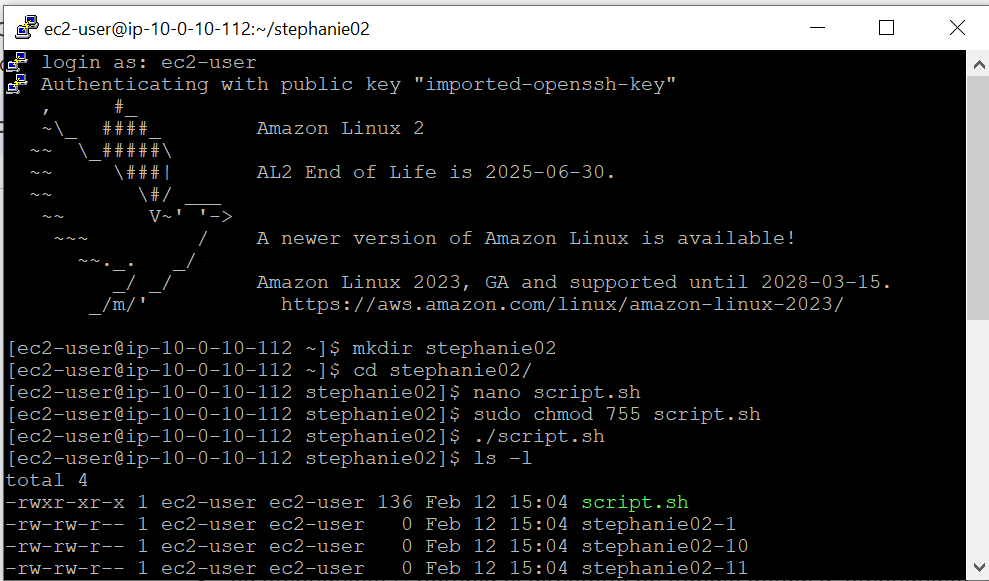 ec2-user@ip-10-0-10-112:~/stephanie02
login as: ec2-user
Authenticating with public key "imported-openssh-key"
   ,     #_
   ~\_  ####_        Amazon Linux 2
  ~~  \_#####\
  ~~     \###|       AL2 End of Life is 2025-06-30.
  ~~       \#/ ___
   ~~       V~' '->
    ~~~         /    A newer version of Amazon Linux is available!
      ~~._.   _/
         _/ _/       Amazon Linux 2023, GA and supported until 2028-03-15.
       _/m/'           https://aws.amazon.com/linux/amazon-linux-2023/
[ec2-user@ip-10-0-10-112 ~]$ mkdir stephanie02
[ec2-user@ip-10-0-10-112 ~]$ cd stephanie02/
[ec2-user@ip-10-0-10-112 stephanie02]$ nano script.sh
[ec2-user@ip-10-0-10-112 stephanie02]$ sudo chmod 755 script.sh
[ec2-user@ip-10-0-10-112 stephanie02]$ ./script.sh
[ec2-user@ip-10-0-10-112 stephanie02]$ ls -l
total 4
-rwxr-xr-x 1 ec2-user ec2-user 136 Feb 12 15:04 script.sh
-rw-rw-r-- 1 ec2-user ec2-user   0 Feb 12 15:04 stephanie02-1
-rw-rw-r-- 1 ec2-user ec2-user   0 Feb 12 15:04 stephanie02-10
-rw-rw-r-- 1 ec2-user ec2-user   0 Feb 12 15:04 stephanie02-11